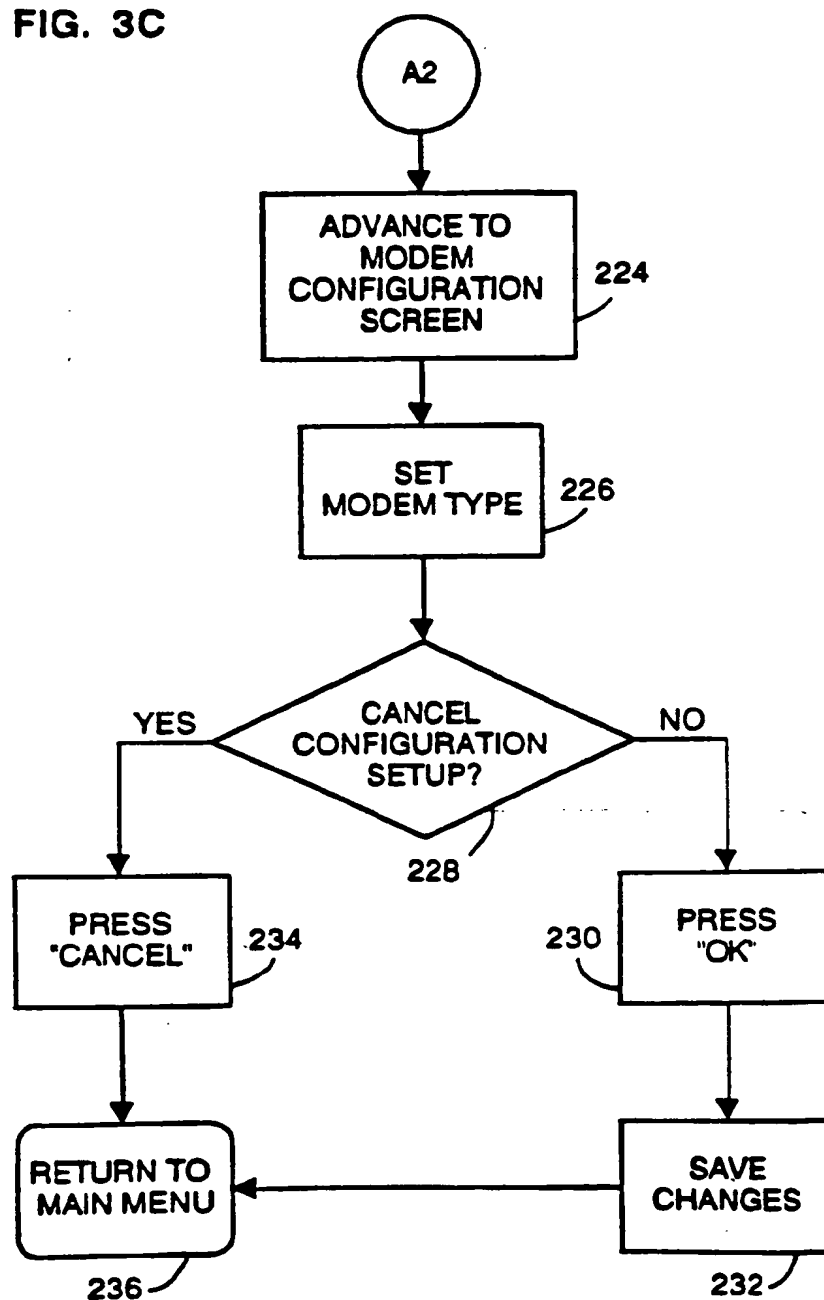 FIG. 3C
A2
ADVANCE TO
MODEM
CONFIGURATION
SCREEN
224
SET
MODEM TYPE
226
YES
CANCEL
CONFIGURATION
SETUP?
NO
228
PRESS
"CANCEL"
234
230
PRESS
"OK"
RETURN TO
MAIN MENU
236
SAVE
CHANGES
232